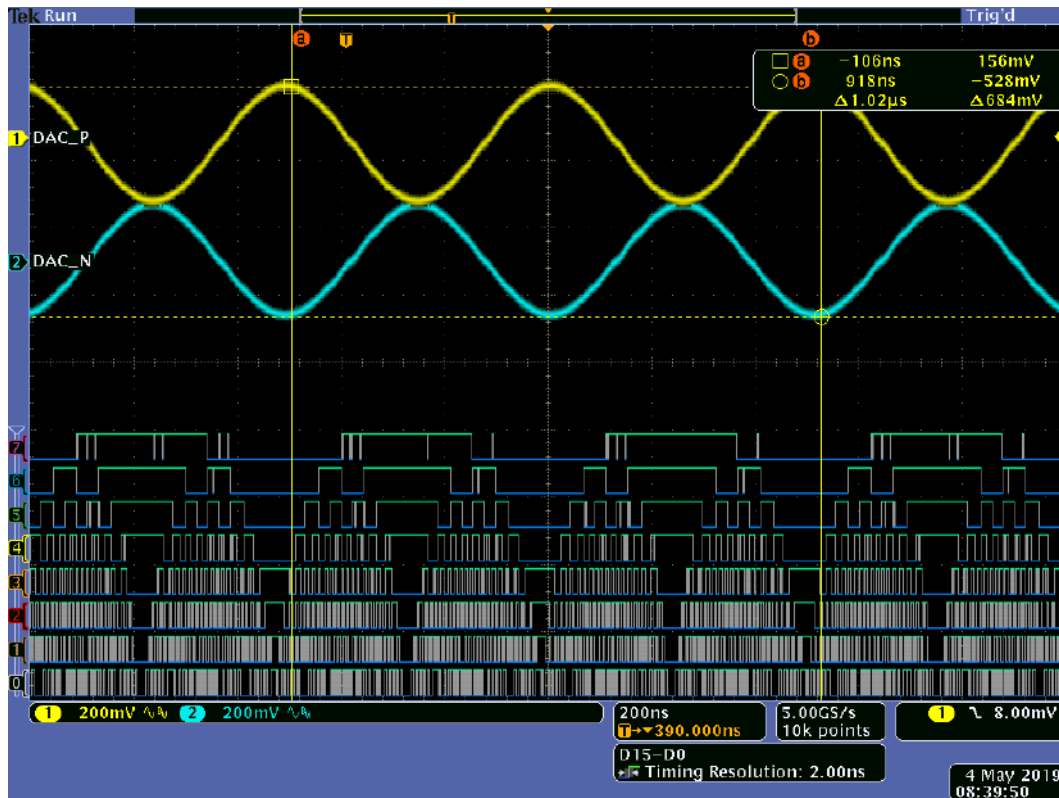 Tek Run Trig'd
a T b
T
a -106ns 156mV
b 918ns -528mV
Δ1.02µs Δ684mV
1 DAC_P
2 DAC_N
7
6
5
4
3
2
1
0
1 200mV 2 200mV
200ns
T→▼390.000ns
5.00GS/s
10k points
1 8.00mV
D15-D0
Timing Resolution: 2.00ns
4 May 2019
08:39:50